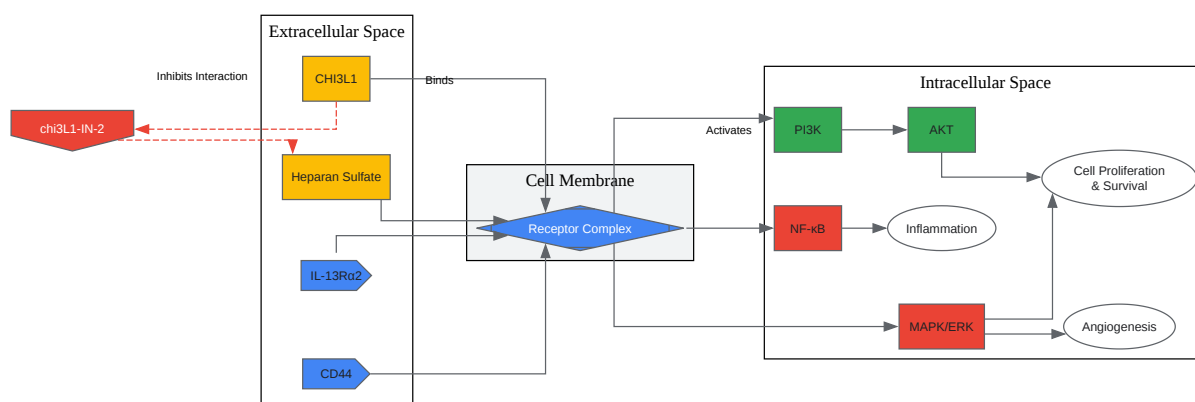 Extracellular Space
Inhibits Interaction
CHI3L1
Binds
chi3L1-IN-2
Heparan Sulfate
IL-13Rα2
CD44
Cell Membrane
Receptor Complex
Intracellular Space
Activates
PI3K
AKT
Cell Proliferation
& Survival
NF-κB
Inflammation
MAPK/ERK
Angiogenesis